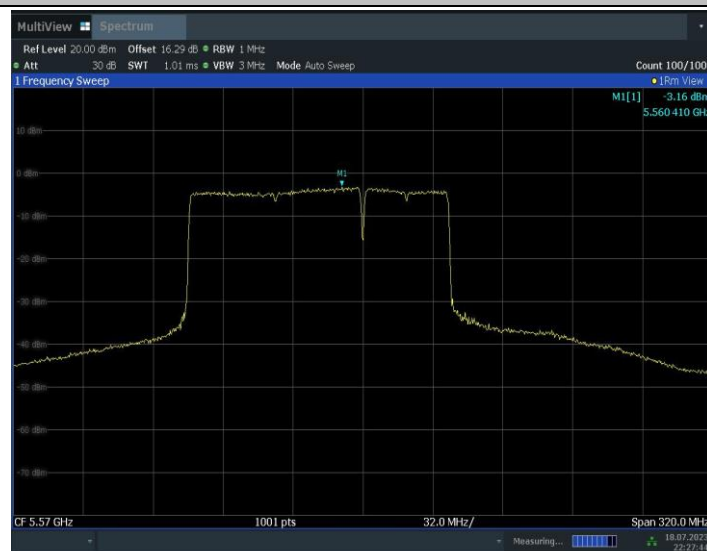 MultiView Spectrum
Ref Level 20.00 dBm Offset 16.29 dB RBW 1 MHz
Att 30 dB SWT 1.01 ms VBW 3 MHz Mode Auto Sweep Count 100/100
1 Frequency Sweep 1Rm View
M1[1] -3.16 dBm
5.560 410 GHz
10 dBm
M1
0 dBm
-10 dBm
-20 dBm
-30 dBm
-40 dBm
-50 dBm
-60 dBm
-70 dBm
CF 5.57 GHz 1001 pts 32.0 MHz/ Span 320.0 MHz
Measuring... 18.07.2023
22:27:44